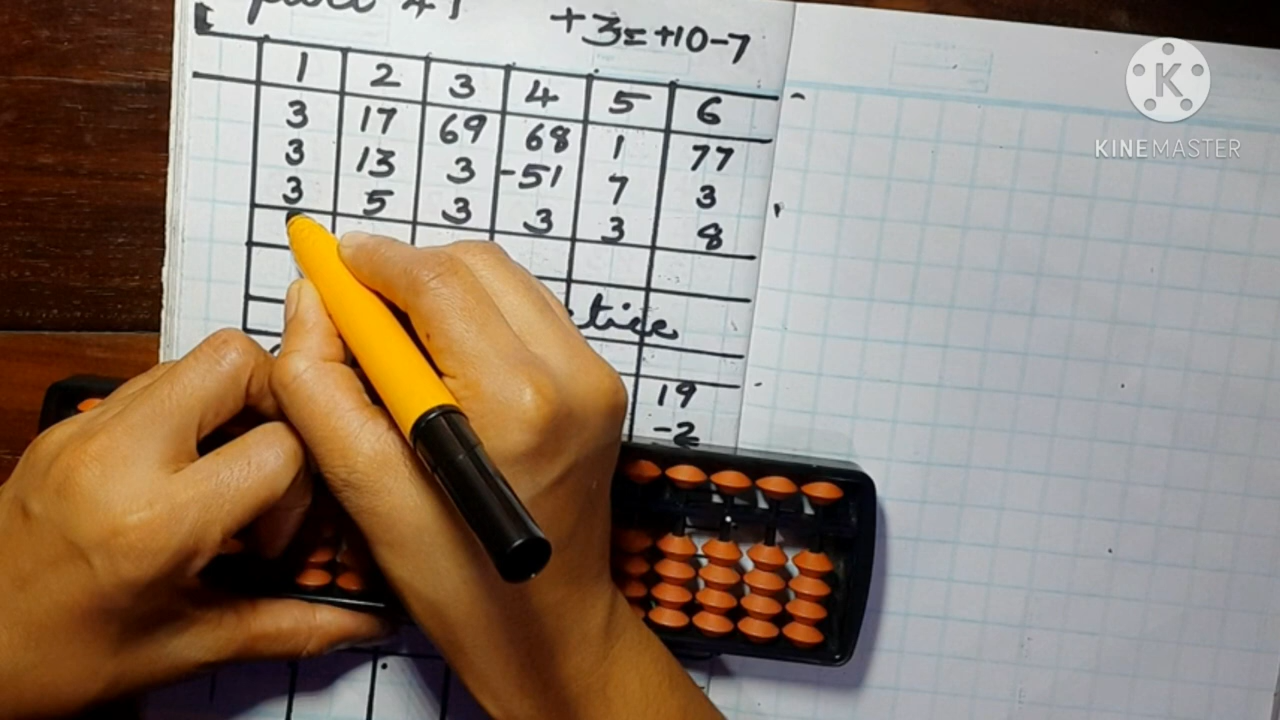 +3=+10-7
1 2 3 4 5 6
3 17 69 68 1 77
3 13 3 -51 7 3
3 5 3 3 3 8
19
-2
KINEMASTER
K